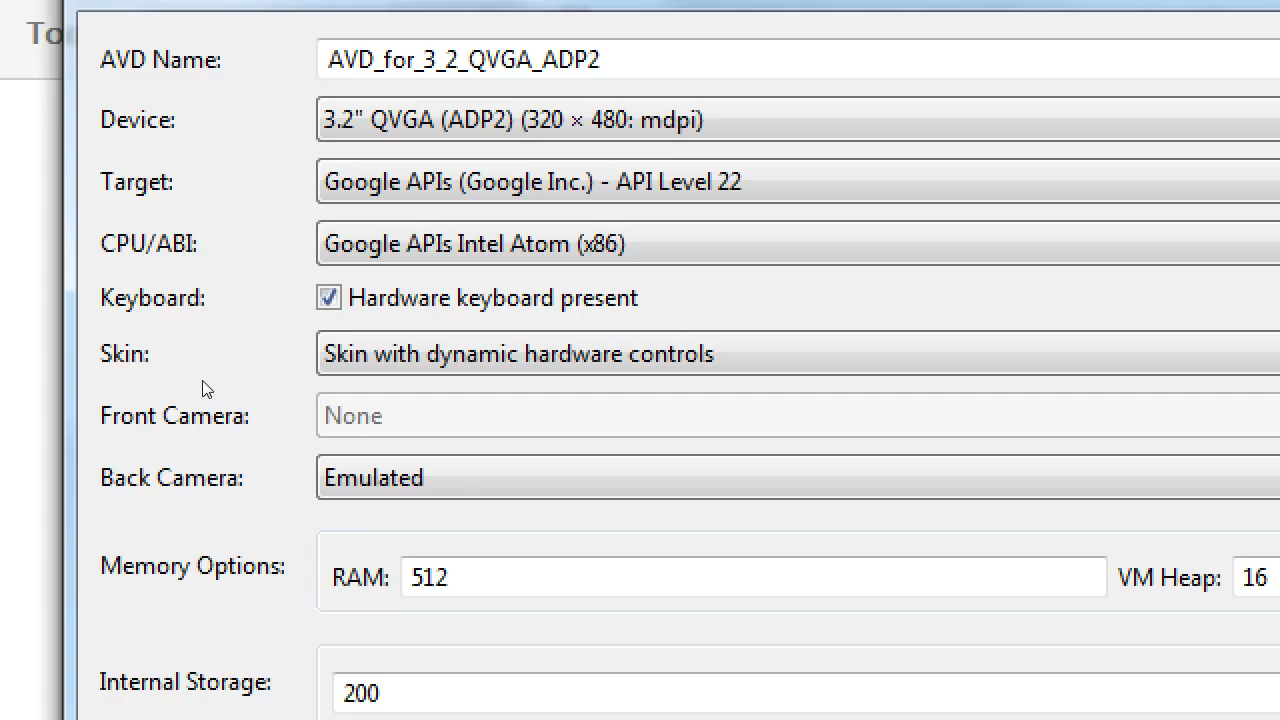 To
AVD Name: AVD_for_3_2_QVGA_ADP2
Device: 3.2" QVGA (ADP2) (320 × 480: mdpi)
Target: Google APIs (Google Inc.) - API Level 22
CPU/ABI: Google APIs Intel Atom (x86)
Keyboard: Hardware keyboard present
Skin: Skin with dynamic hardware controls
Front Camera: None
Back Camera: Emulated
Memory Options: RAM: 512 VM Heap: 16
Internal Storage: 200